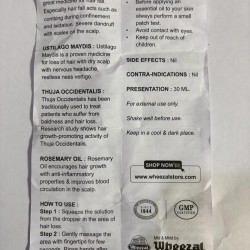 great medicine for hair fall
Especially hair fall acts such as
combing during confinement
and lactation. Severe dandruff
with scales on the scalp.
USTILAGO MAYDIS : Ustilago
Maydis is a proven medicine
for loss of hair with dry scalp
with nervous headache,
restless ness vertigo.
THUJA OCCIDENTALIS :
Thuja Occidentalis has been
traditionally used to treat
patients who suffer from
baldness and hair loss.
Research study shows hair
growth-promoting activity of
Thuja Occidentalis.
ROSEMARY OIL : Rosemary
Oil encourages hair growth
with anti-inflammatory
properties & improves blood
circulation in the scalp.
HOW TO USE :
Step 1 : Squeeze the solution
from the dropper in the area of
hair loss.
Step 2 : Gently massage the
area with fingertip for few
seconds.
Before applying an
essential oil to your skin
always perform a small
patch test.
• Avoid contact with eyes.
• Keep out of reach of
children.
SIDE EFFECTS : Nil
CONTRA-INDICATIONS : Nil
PRESENTATION : 30 ML.
For external use only.
Shake well before use.
Keep in a cool & dark place.
SHOP NOW
www.wheezalstore.com
1944
GMP
Mfd & Mktd By
Wheezal